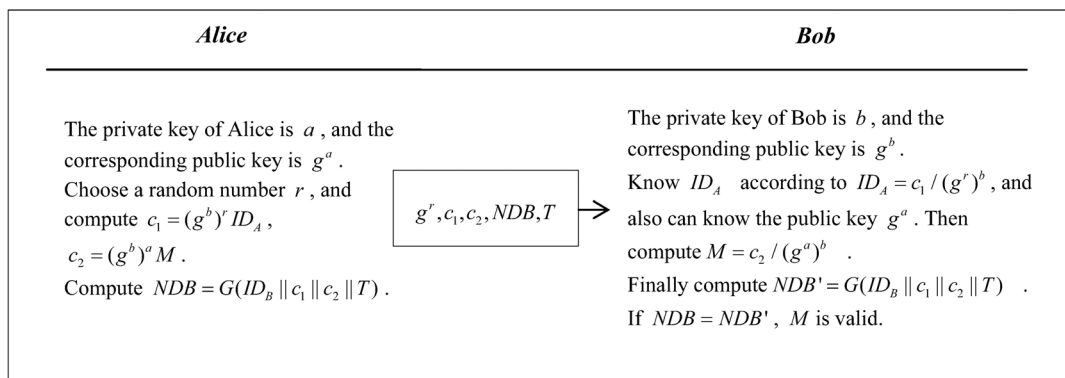 Alice
Bob
The private key of Alice is a, and the
corresponding public key is g^a.
Choose a random number r, and
compute c_1 = (g^b)^r ID_A,
c_2 = (g^b)^a M.
Compute NDB = G(ID_B || c_1 || c_2 || T).
g^r, c_1, c_2, NDB, T
The private key of Bob is b, and the
corresponding public key is g^b.
Know ID_A according to ID_A = c_1 / (g^r)^b, and
also can know the public key g^a. Then
compute M = c_2 / (g^a)^b .
Finally compute NDB' = G(ID_B || c_1 || c_2 || T) .
If NDB = NDB', M is valid.